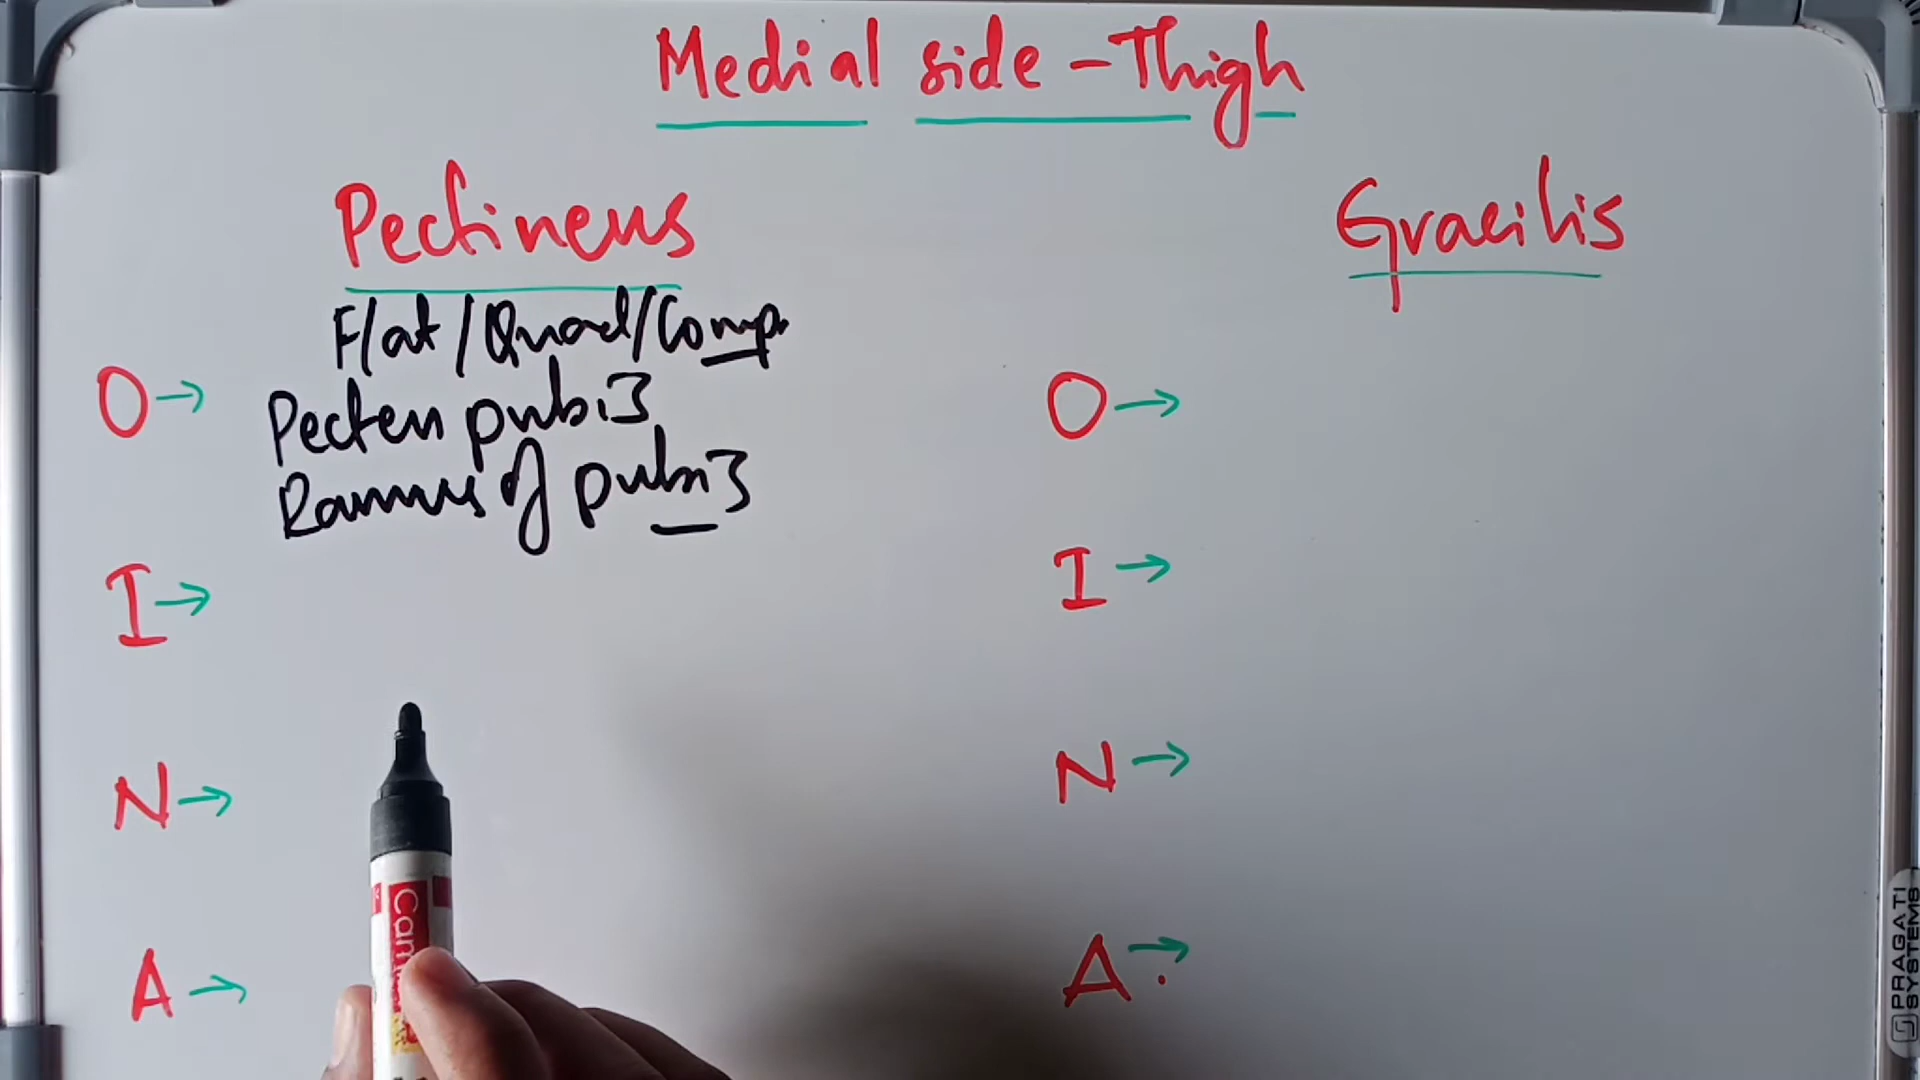 Medial side - Thigh
Pectineus
Flat/Quad/Comp.
O→ Pecten pubis
Ramus of pubis
I→
N→
A→
Gracilis
O→
I→
N→
A→
Cam
PRAGATI
SYSTEMS